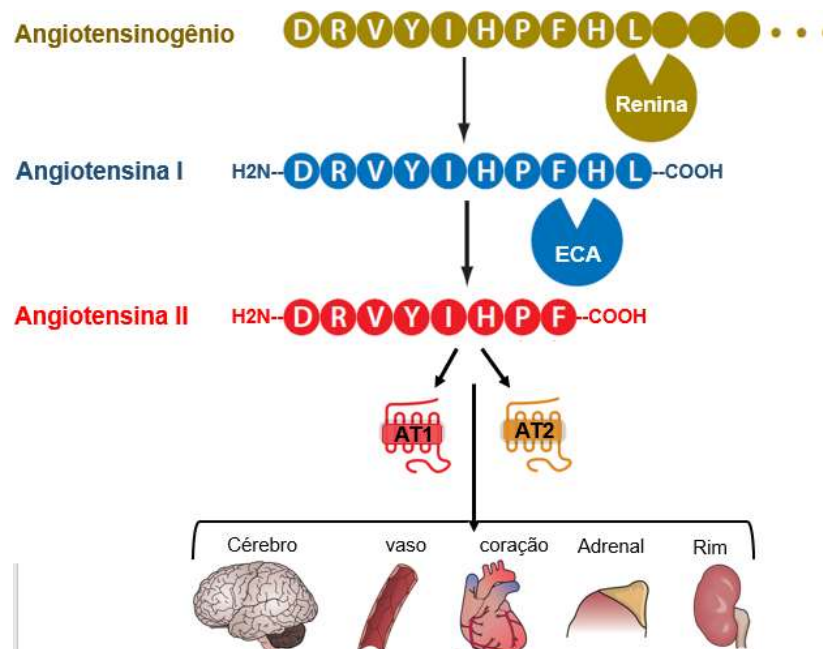 Angiotensinogênio
D R V Y I H P F H L
Renina
Angiotensina I
H2N--D R V Y I H P F H L--COOH
ECA
Angiotensina II
H2N--D R V Y I H P F--COOH
AT1 AT2
Cérebro vaso coração Adrenal Rim